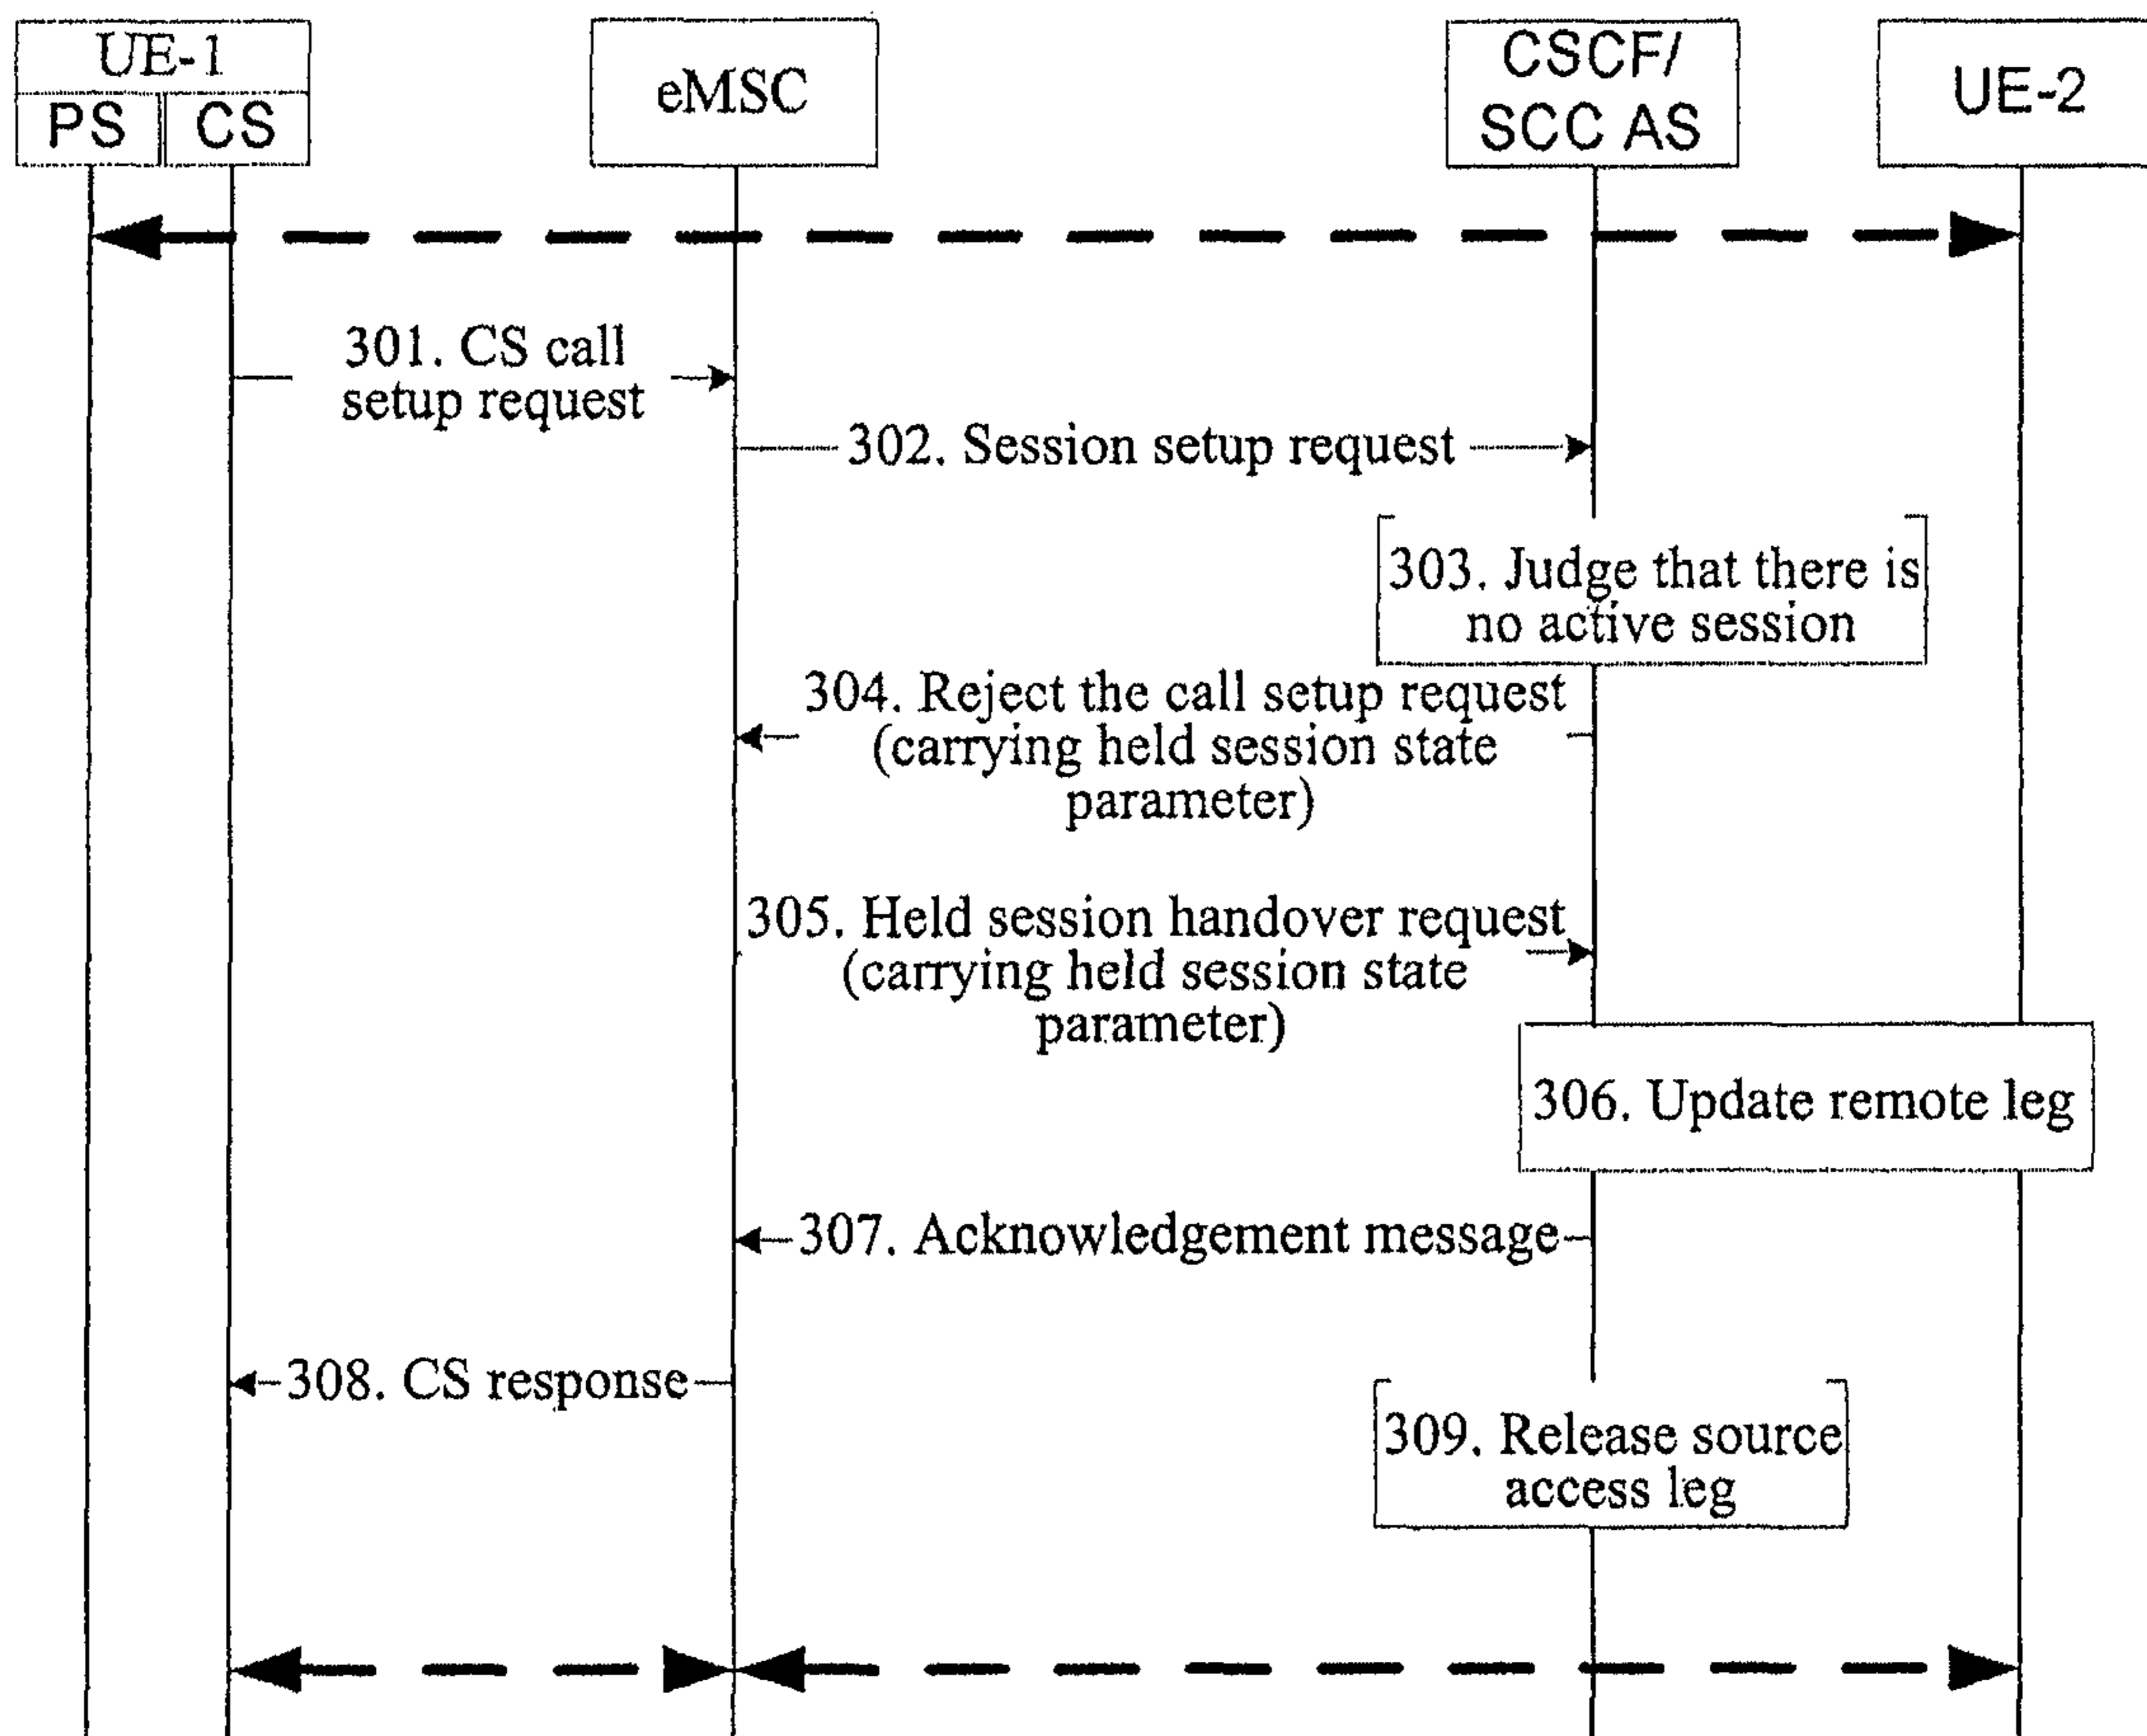 UE-1
PS CS
eMSC
CSCF/
SCC AS
UE-2
301. CS call
setup request
302. Session setup request
303. Judge that there is
no active session
304. Reject the call setup request
(carrying held session state
parameter)
305. Held session handover request
(carrying held session state
parameter)
306. Update remote leg
307. Acknowledgement message
308. CS response
309. Release source
access leg